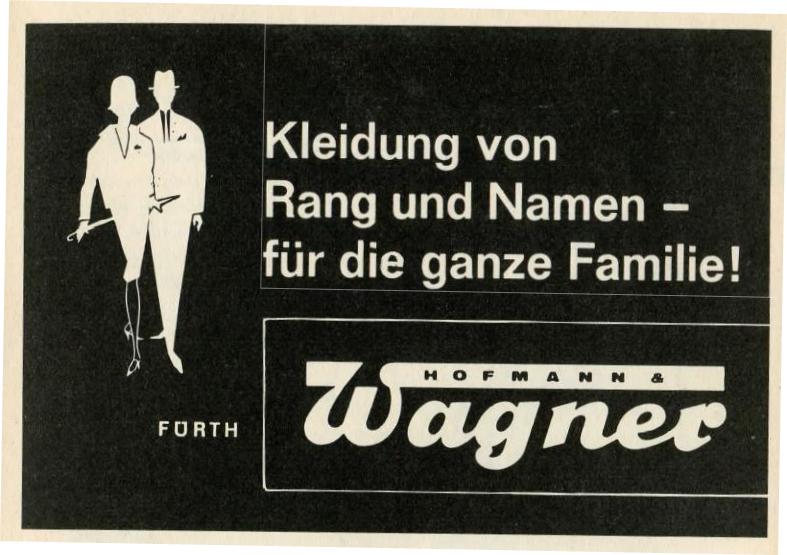 Kleidung von
Rang und Namen –
für die ganze Familie!
HOFMANN &
Wagner
FÜRTH